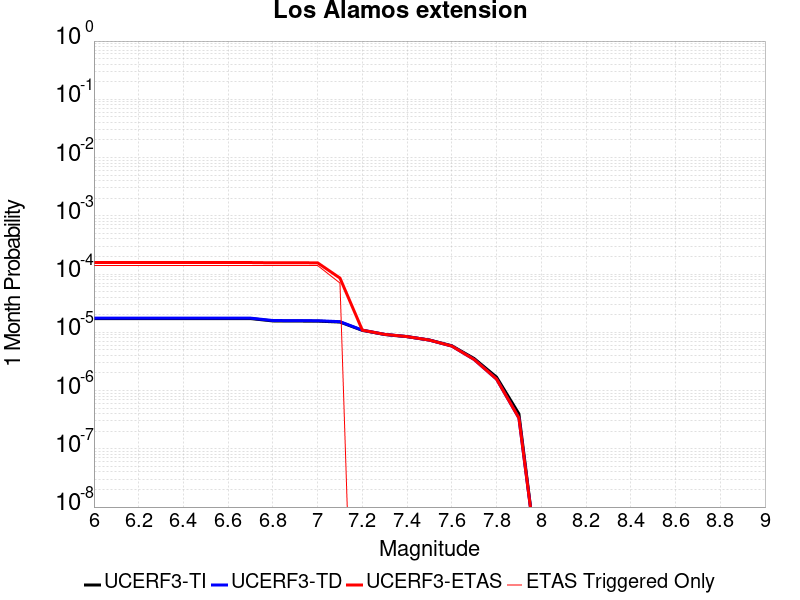 Los Alamos extension
10^0
10^-1
10^-2
10^-3
10^-4
10^-5
10^-6
10^-7
10^-8
1 Month Probability
6 6.2 6.4 6.6 6.8 7 7.2 7.4 7.6 7.8 8 8.2 8.4 8.6 8.8 9
Magnitude
UCERF3-TI UCERF3-TD UCERF3-ETAS ETAS Triggered Only